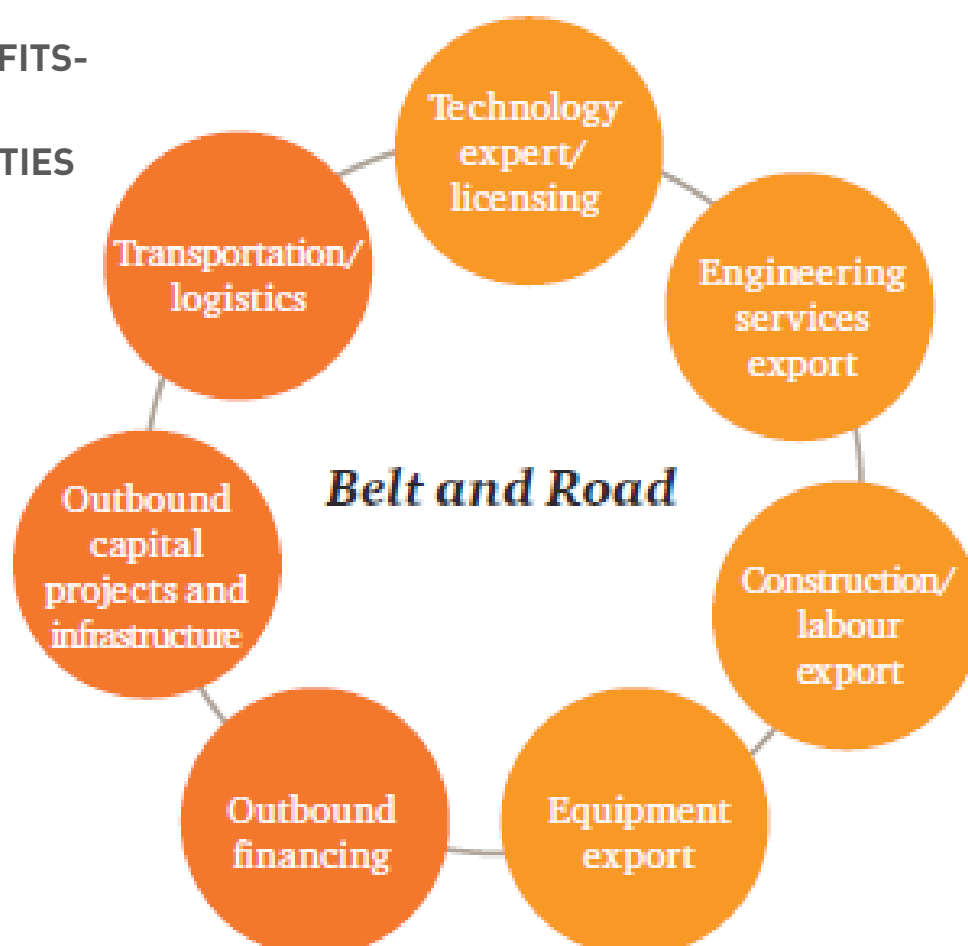 FITS-
TIES
Technology
expert/
licensing
Engineering
services
export
Construction/
labour
export
Equipment
export
Outbound
financing
Outbound
capital
projects and
infrastructure
Transportation/
logistics
Belt and Road